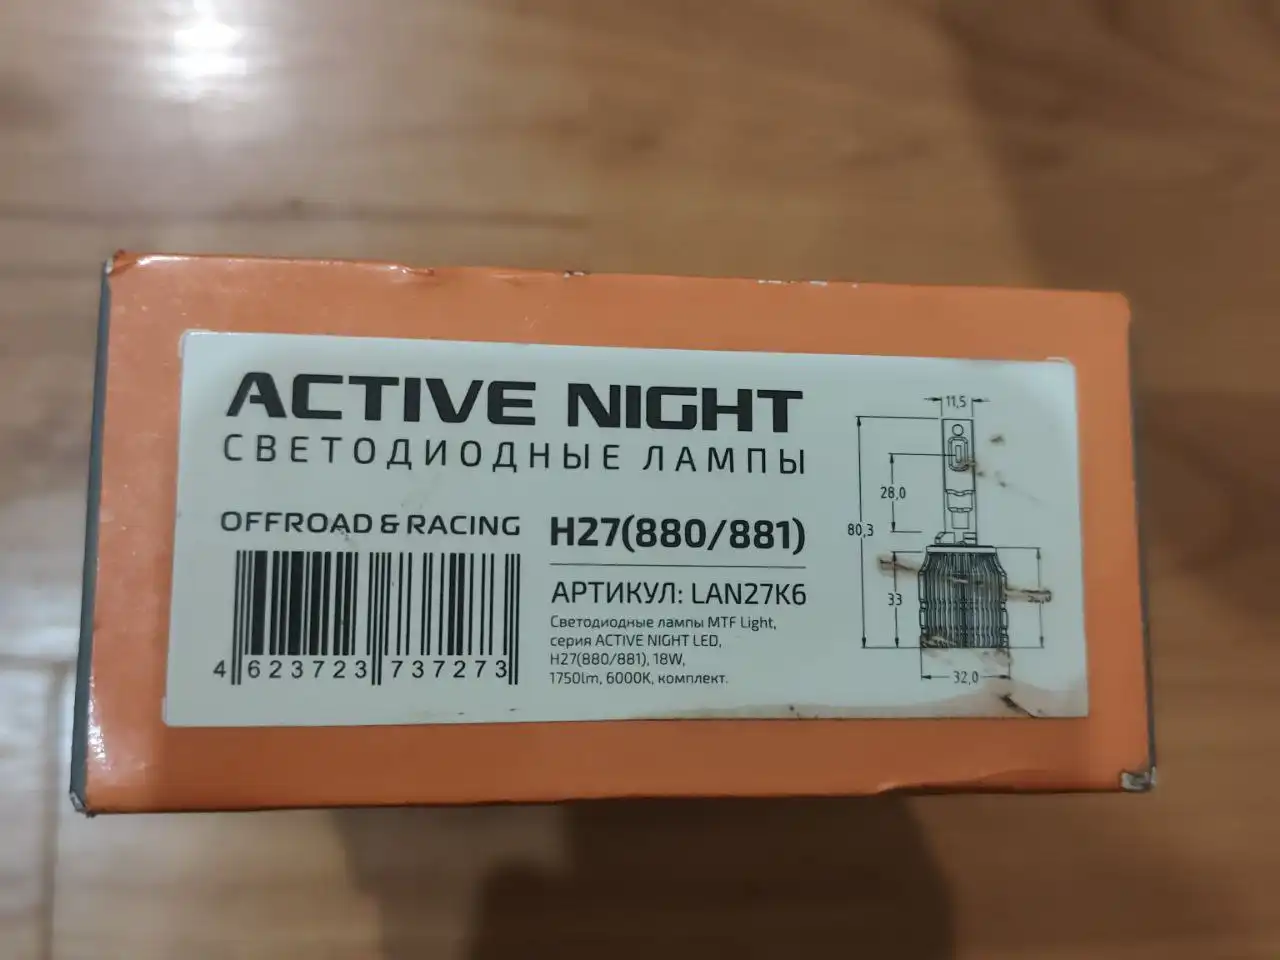 ACTIVE NIGHT
СВЕТОДИОДНЫЕ ЛАМПЫ
OFFROAD & RACING
H27(880/881)
АРТИКУЛ: LAN27K6
Светодиодные лампы MTF Light,
серия ACTIVE NIGHT LED,
H27(880/881), 18W,
1750lm, 6000K, комплект.
4 623723 737273
11,5
28,0
80,3
33
32,0